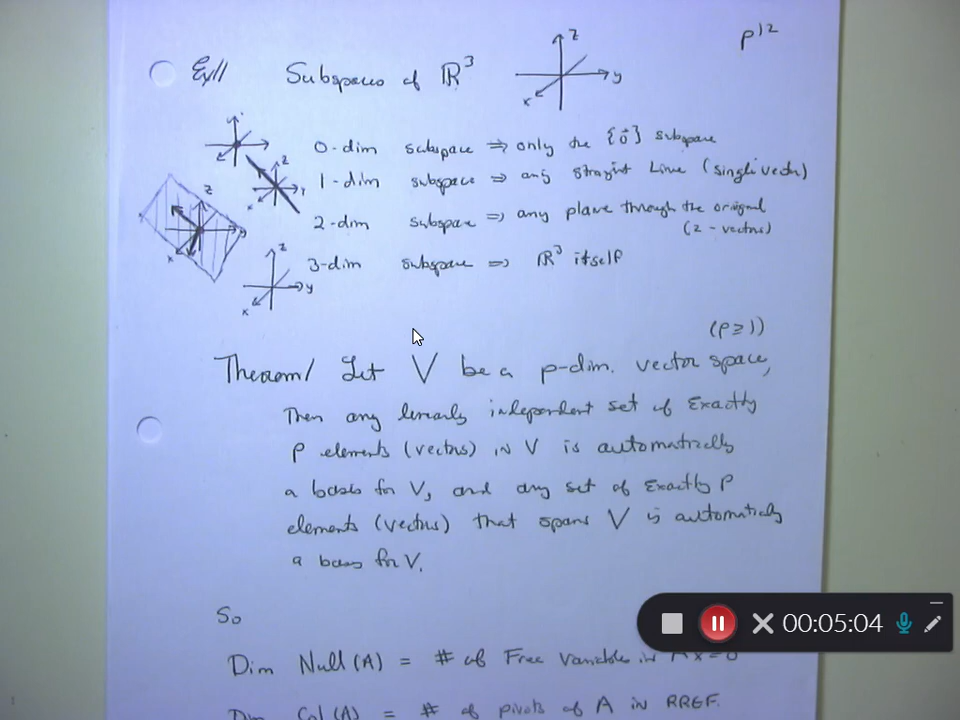 p12
Ex// Subspaces of ℝ³
0-dim subspace ⇒ only the {0⃗} subspace
1-dim subspace ⇒ any straight Line (single vector)
2-dim subspace ⇒ any plane through the original
(2-vectors)
3-dim subspace ⇒ ℝ³ itself
(p ≥ 1)
Theorem/ Let V be a p-dim. vector space,
Then any linearly independent set of Exactly
p elements (vectors) in V is automatically
a basis for V, and any set of Exactly p
elements (vectors) that spans V is automatically
a basis for V.
So
00:05:04
Dim Null(A) = # of Free variables in Ax=0
Dim Col(A) = # of pivots of A in RREF.